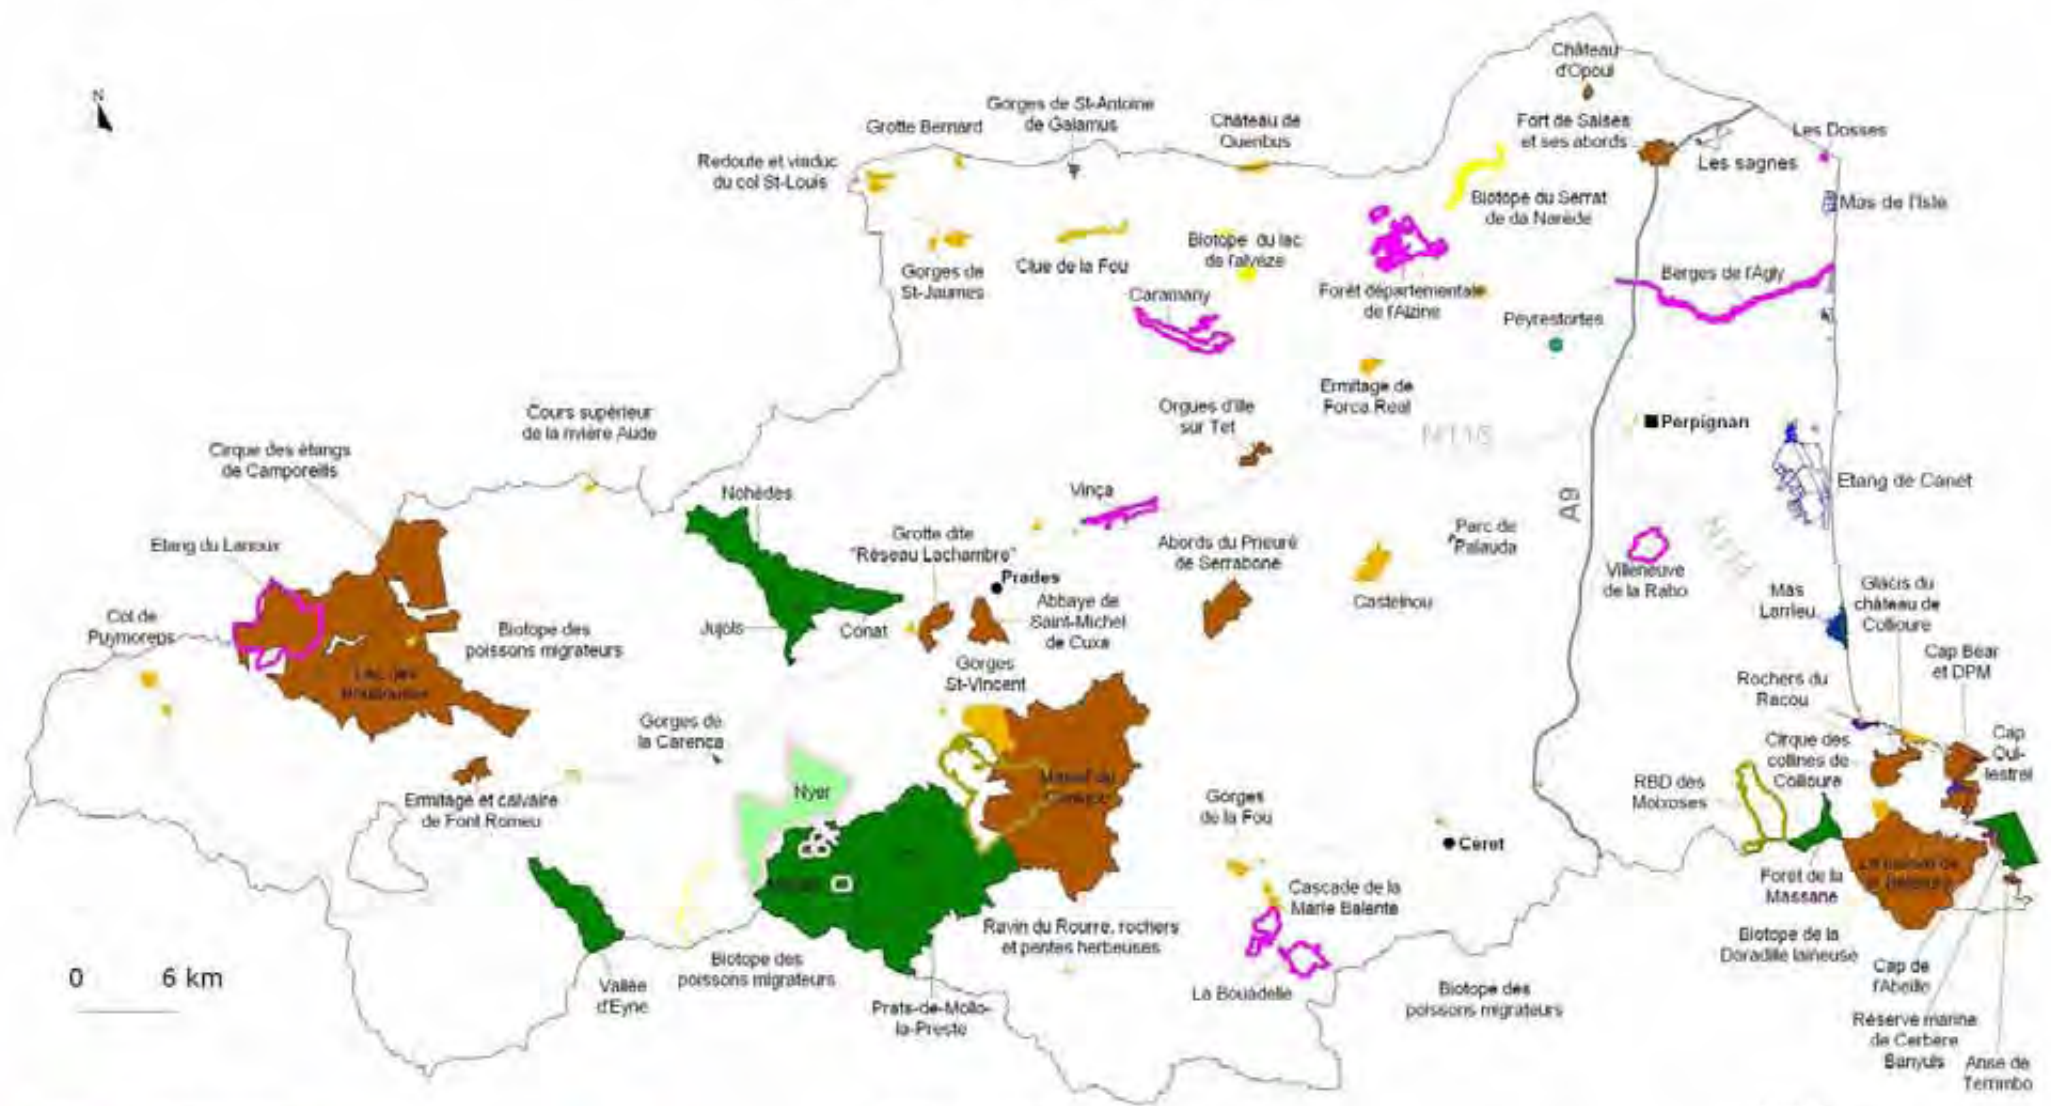 N
Château
d'Opoul
Gorges de St-Antoine
de Galamus
Grotte Bernard
Château de
Queribus
Fort de Salses
et ses abords
Les Dosses
Redoute et viaduc
du col St-Louis
Les sagnes
Biotope du Serrat
de da Narède
Mas de l'Isle
Gorges de
St-Jaumes
Clue de la Fou
Biotope du lac
de l'alvèze
Caramany
Forêt départementale
de l'Alzine
Berges de l'Agly
Peyrestortes
Ermitage de
Força Real
Orgues d'Ille
sur Tet
N116
Perpignan
Cours supérieur
de la rivière Aude
Cirque des étangs
de Camporeills
A9
Etang de Canet
Nohèdes
Vinça
Etang du Lanoux
Grotte dite
"Réseau Lachambre"
Abords du Prieuré
de Serrabone
Parc de
Palauda
Prades
Villeneuve
de la Raho
N114
Castelnou
Mas
Larrieu
Glacis du
château de
Collioure
Col de
Puymorens
Biotope des
poissons migrateurs
Jujols
Conat
Abbaye de
Saint-Michel
de Cuxa
Gorges
St-Vincent
Lac des
Bouillouses
Cap Béar
et DPM
Rochers du
Racou
Gorges de
la Carença
Cirque des
collines de
Collioure
Cap
Oul-
lestrel
Massif du
Canigou
RBD des
Moixoses
Nyer
Ermitage et calvaire
de Font Romeu
Gorges
de la Fou
Céret
Forêt de la
Massane
Cascade de la
Marie Balente
Ravin du Rourre, rochers
et pentes herbeuses
Biotope de la
Doradille laineuse
0 6 km
Vallée
d'Eyne
Biotope des
poissons migrateurs
Prats-de-Mollo-
la-Preste
La Bouadelle
Biotope des
poissons migrateurs
Cap de
l'Abeille
Réserve marine
de Cerbère
Banyuls
Anse de
Terrimbo